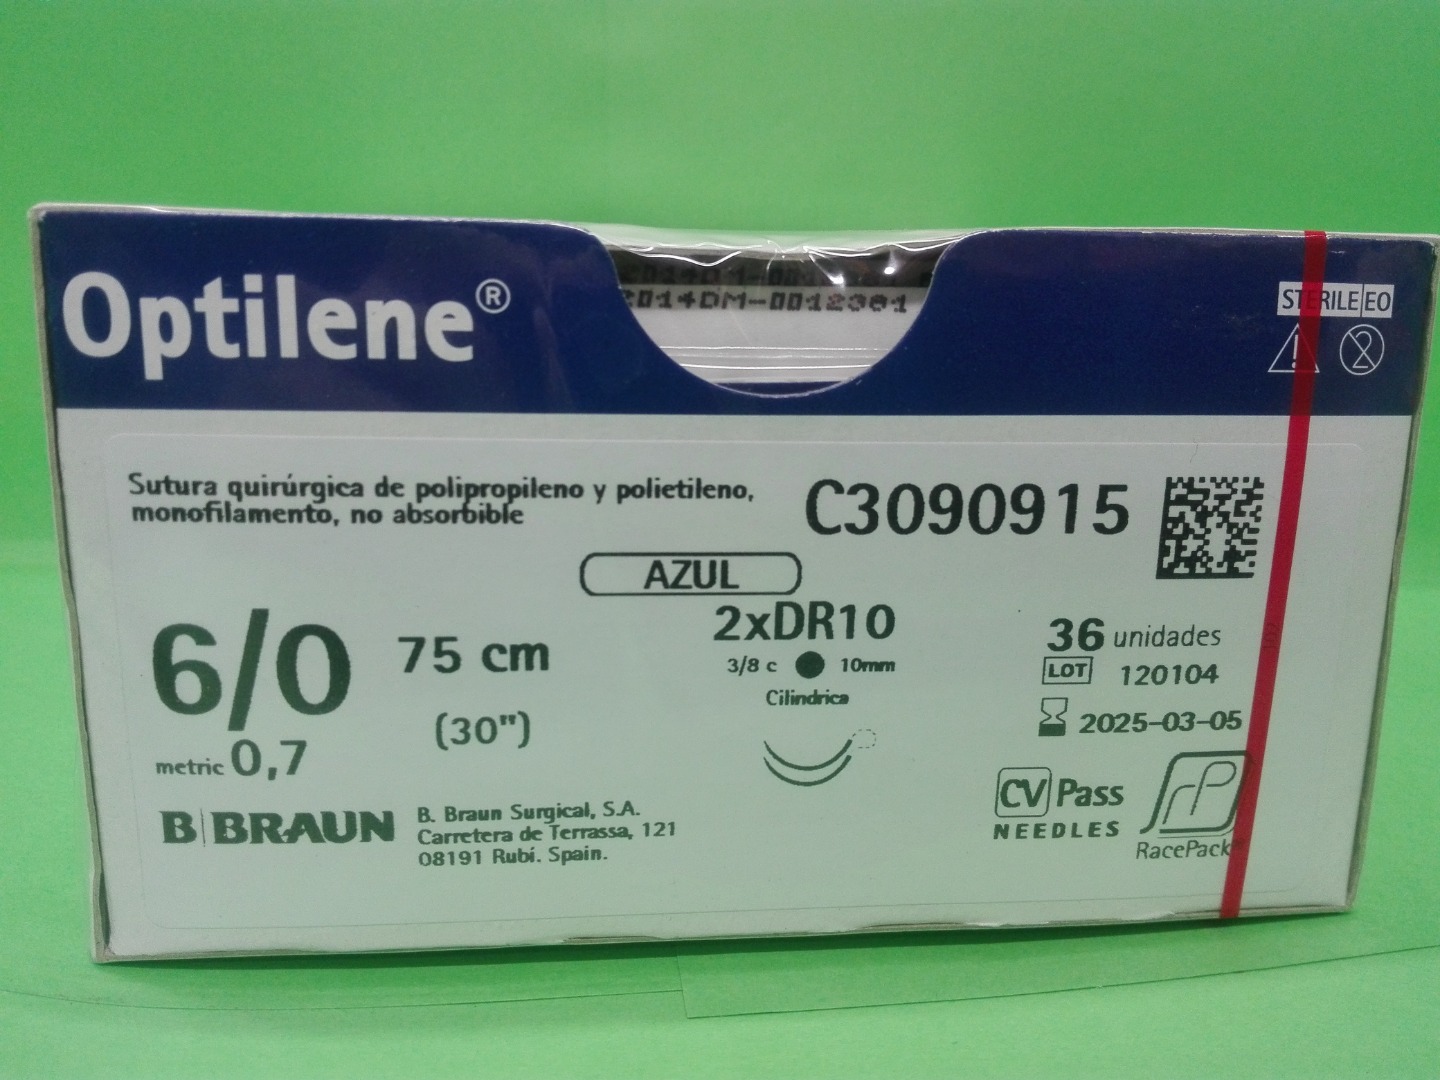 Optilene®
2014DM-0012361
STERILE EO
Sutura quirúrgica de polipropileno y polietileno,
monofilamento, no absorbible
C3090915
AZUL
6/0
75 cm
(30")
metric 0,7
2xDR10
3/8 c 10mm
Cilindrica
36 unidades
LOT 120104
2025-03-05
B|BRAUN
B. Braun Surgical, S.A.
Carretera de Terrassa, 121
08191 Rubí. Spain.
CV Pass
NEEDLES
RacePack